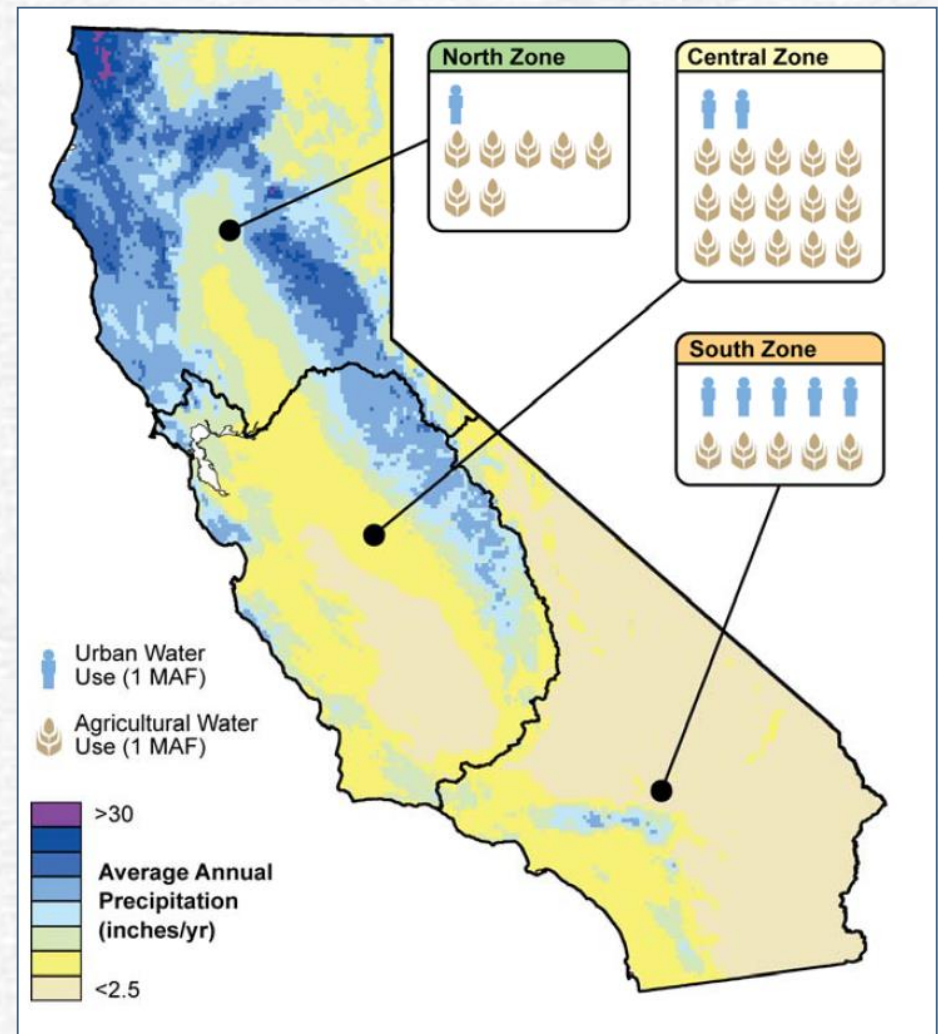 North Zone
Central Zone
South Zone
Urban Water
Use (1 MAF)
Agricultural Water
Use (1 MAF)
>30
Average Annual
Precipitation
(inches/yr)
<2.5